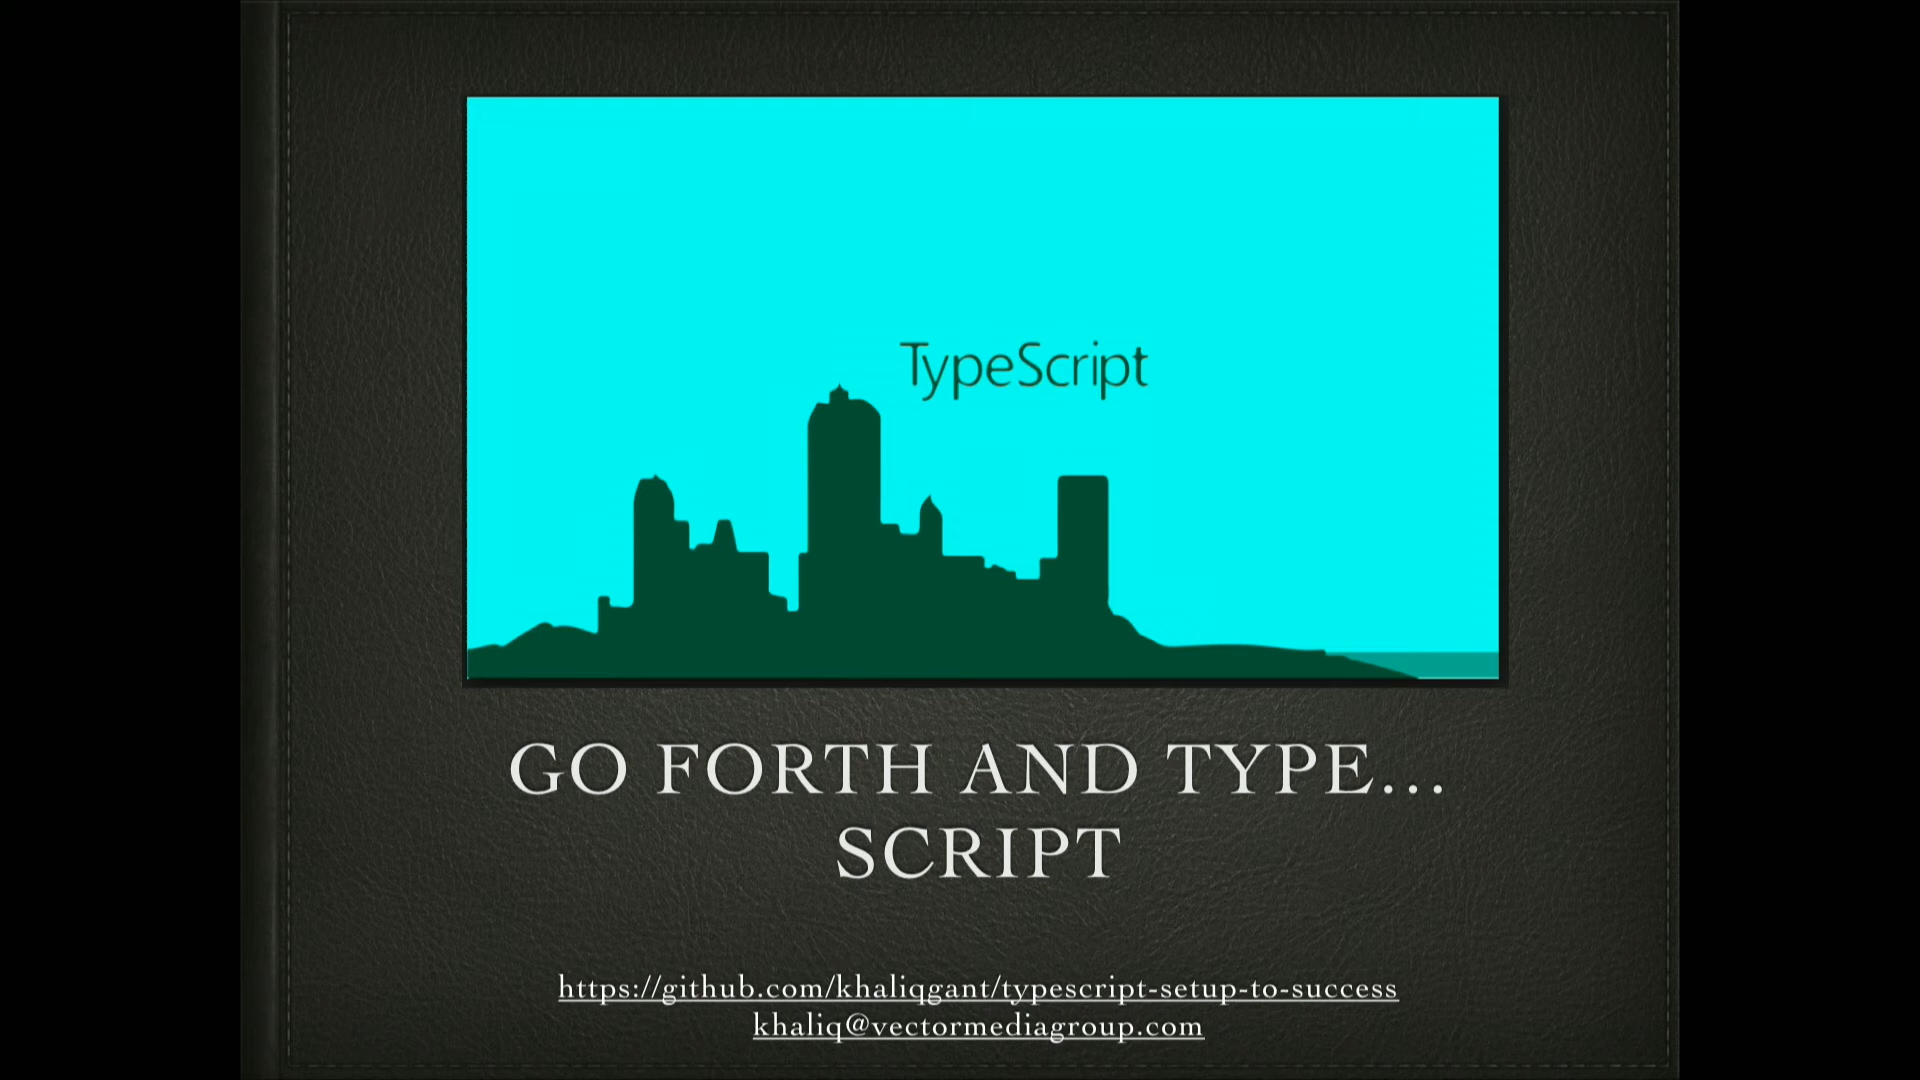 TypeScript
GO FORTH AND TYPE...
SCRIPT
https://github.com/khaliqgant/typescript-setup-to-success
khaliq@vectormediagroup.com